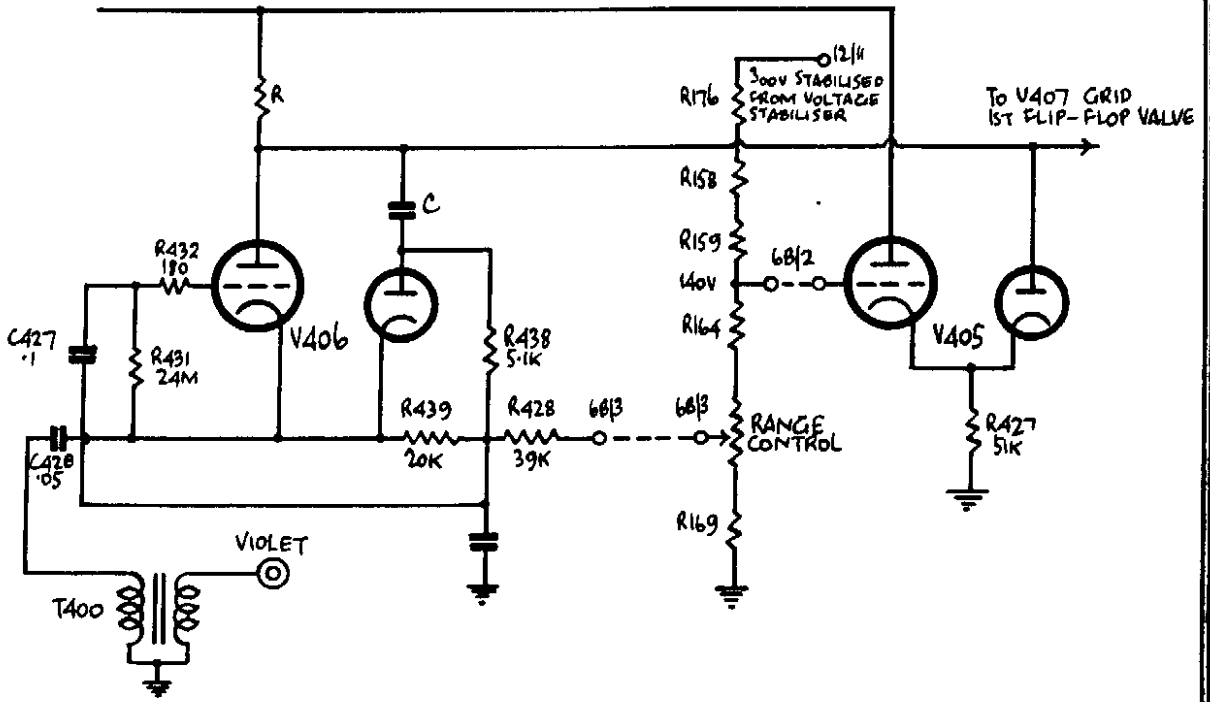 R
R176
12/11
300V STABILISED
FROM VOLTAGE
STABILISER
TO V407 GRID
1ST FLIP-FLOP VALVE
R158
C
R159
6B/2
140V
R432
180
V406
R164
V405
C427
.1
R431
24M
R438
5.1K
R439
20K
R428
39K
6B/3
6B/3
RANGE
CONTROL
R427
51K
C428
.05
R169
VIOLET
T400